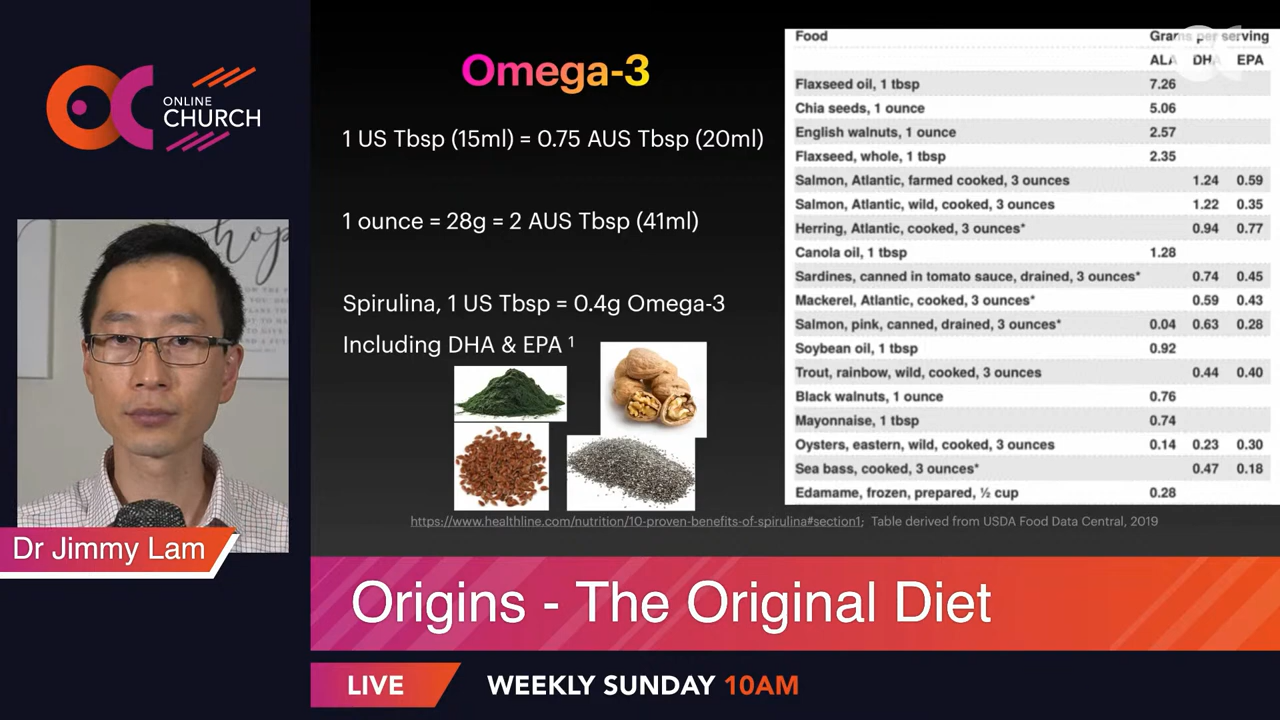 ONLINE
CHURCH
hop
Dr Jimmy Lam
Omega-3
1 US Tbsp (15ml) = 0.75 AUS Tbsp (20ml)
1 ounce = 28g = 2 AUS Tbsp (41ml)
Spirulina, 1 US Tbsp = 0.4g Omega-3
Including DHA & EPA ¹
Food Grams per serving
ALA DHA EPA
Flaxseed oil, 1 tbsp 7.26
Chia seeds, 1 ounce 5.06
English walnuts, 1 ounce 2.57
Flaxseed, whole, 1 tbsp 2.35
Salmon, Atlantic, farmed cooked, 3 ounces 1.24 0.59
Salmon, Atlantic, wild, cooked, 3 ounces 1.22 0.35
Herring, Atlantic, cooked, 3 ounces* 0.94 0.77
Canola oil, 1 tbsp 1.28
Sardines, canned in tomato sauce, drained, 3 ounces* 0.74 0.45
Mackerel, Atlantic, cooked, 3 ounces* 0.59 0.43
Salmon, pink, canned, drained, 3 ounces* 0.04 0.63 0.28
Soybean oil, 1 tbsp 0.92
Trout, rainbow, wild, cooked, 3 ounces 0.44 0.40
Black walnuts, 1 ounce 0.76
Mayonnaise, 1 tbsp 0.74
Oysters, eastern, wild, cooked, 3 ounces 0.14 0.23 0.30
Sea bass, cooked, 3 ounces* 0.47 0.18
Edamame, frozen, prepared, ½ cup 0.28
https://www.healthline.com/nutrition/10-proven-benefits-of-spirulina#section1; Table derived from USDA Food Data Central, 2019
Origins - The Original Diet
LIVE WEEKLY SUNDAY 10AM